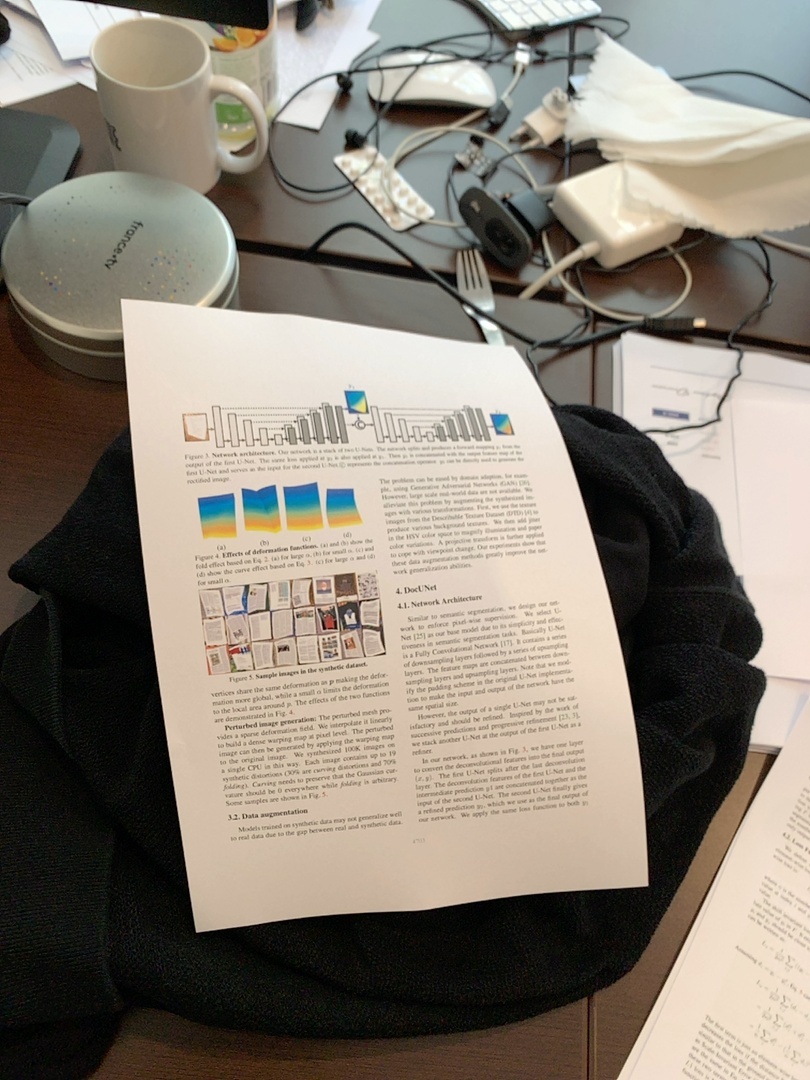 france•tv
Figure 3. Network architecture. Our network is a stack of two U-Nets. The network splits and produces a forward mapping y₁ from the
output of the first U-Net. The same loss applied at y₂ is also applied at y₁. Then y₁ is concatenated with the output feature map of the
first U-Net and serves as the input for the second U-Net. represents the concatenation operator. y₂ can be directly used to generate the
rectified image.
(a) (b) (c) (d)
Figure 4. Effects of deformation functions. (a) and (b) show the
fold effect based on Eq. 2. (a) for large α, (b) for small α. (c) and
(d) show the curve effect based on Eq. 3. (c) for large α and (d)
for small α.
Figure 5. Sample images in the synthetic dataset.
vertices share the same deformation as p making the defor-
mation more global, while a small α limits the deformation
to the local area around p. The effects of the two functions
are demonstrated in Fig. 4.
Perturbed image generation: The perturbed mesh pro-
vides a sparse deformation field. We interpolate it linearly
to build a dense warping map at pixel level. The perturbed
image can then be generated by applying the warping map
to the original image. We synthesized 100K images on
a single CPU in this way. Each image contains up to 19
synthetic distortions (30% are curving distortions and 70%
folding). Curving needs to preserve that the Gaussian cur-
vature should be 0 everywhere while folding is arbitrary.
Some samples are shown in Fig. 5.
3.2. Data augmentation
Models trained on synthetic data may not generalize well
to real data due to the gap between real and synthetic data.
The problem can be eased by domain adaption, for exam-
ple, using Generative Adversarial Networks (GAN) [26].
However, large scale real-world data are not available. We
alleviate this problem by augmenting the synthesized im-
ages with various transformations. First, we use the texture
images from the Describable Texture Dataset (DTD) [4] to
produce various background textures. We then add jitter
in the HSV color space to magnify illumination and paper
color variations. A projective transform is further applied
to cope with viewpoint change. Our experiments show that
these data augmentation methods greatly improve the net-
work generalization abilities.
4. DocUNet
4.1. Network Architecture
Similar to semantic segmentation, we design our net-
work to enforce pixel-wise supervision. We select U-
Net [25] as our base model due to its simplicity and effec-
tiveness in semantic segmentation tasks. Basically U-Net
is a Fully Convolutional Network [17]. It contains a series
of downsampling layers followed by a series of upsampling
layers. The feature maps are concatenated between down-
sampling layers and upsampling layers. Note that we mod-
ify the padding scheme in the original U-Net implementa-
tion to make the input and output of the network have the
same spatial size.
However, the output of a single U-Net may not be sat-
isfactory and should be refined. Inspired by the work of
successive predictions and progressive refinement [23, 3],
we stack another U-Net at the output of the first U-Net as a
refiner.
In our network, as shown in Fig. 3, we have one layer
to convert the deconvolutional features into the final output
(x, y). The first U-Net splits after the last deconvolution
layer. The deconvolution features of the first U-Net and the
intermediate prediction y1 are concatenated together as the
input of the second U-Net. The second U-Net finally gives
a refined prediction y₂, which we use as the final output of
our network. We apply the same loss function to both y₁